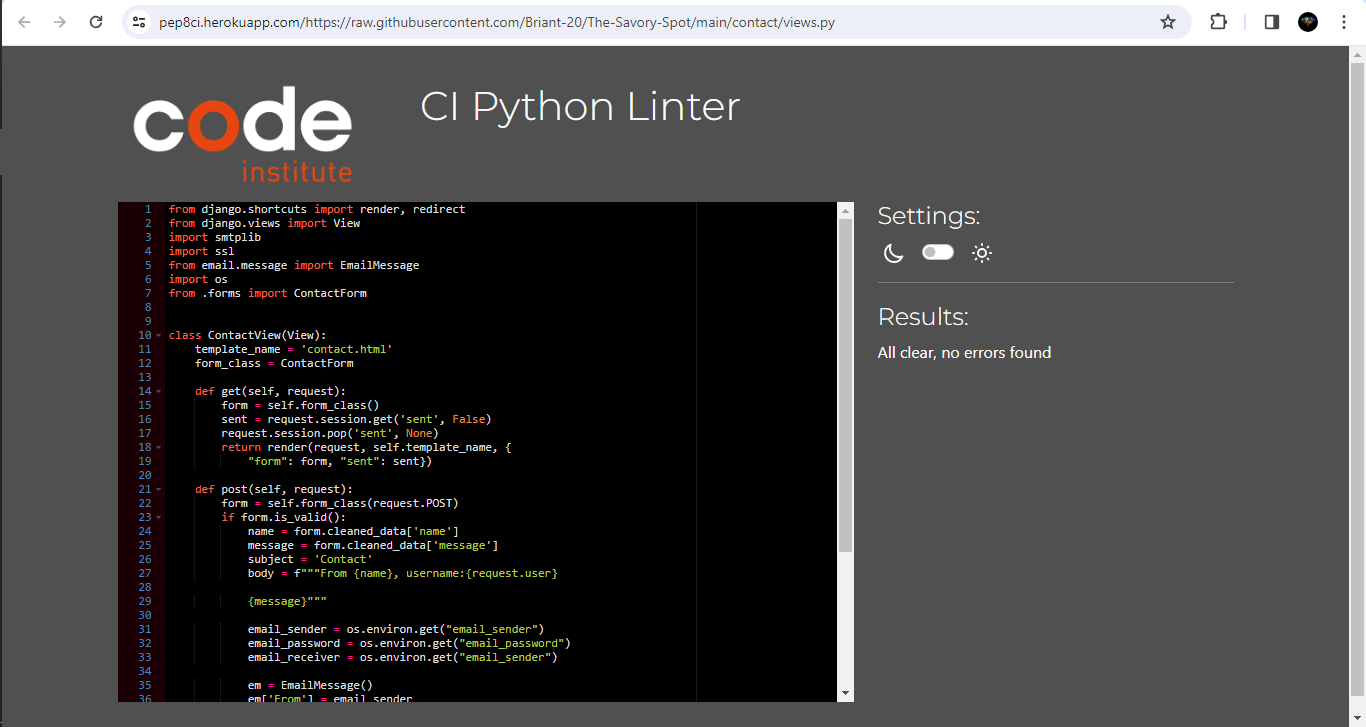 pep8ci.herokuapp.com/https://raw.githubusercontent.com/Briant-20/The-Savory-Spot/main/contact/views.py
code
institute
CI Python Linter
1 from django.shortcuts import render, redirect
2 from django.views import View
3 import smtplib
4 import ssl
5 from email.message import EmailMessage
6 import os
7 from .forms import ContactForm
8
9
10 class ContactView(View):
11     template_name = 'contact.html'
12     form_class = ContactForm
13
14     def get(self, request):
15         form = self.form_class()
16         sent = request.session.get('sent', False)
17         request.session.pop('sent', None)
18         return render(request, self.template_name, {
19             "form": form, "sent": sent})
20
21     def post(self, request):
22         form = self.form_class(request.POST)
23         if form.is_valid():
24             name = form.cleaned_data['name']
25             message = form.cleaned_data['message']
26             subject = 'Contact'
27             body = f"""From {name}, username:{request.user}
28
29             {message}"""
30
31             email_sender = os.environ.get("email_sender")
32             email_password = os.environ.get("email_password")
33             email_receiver = os.environ.get("email_sender")
34
35             em = EmailMessage()
36             em['From'] = email_sender
Settings:
Results:
All clear, no errors found